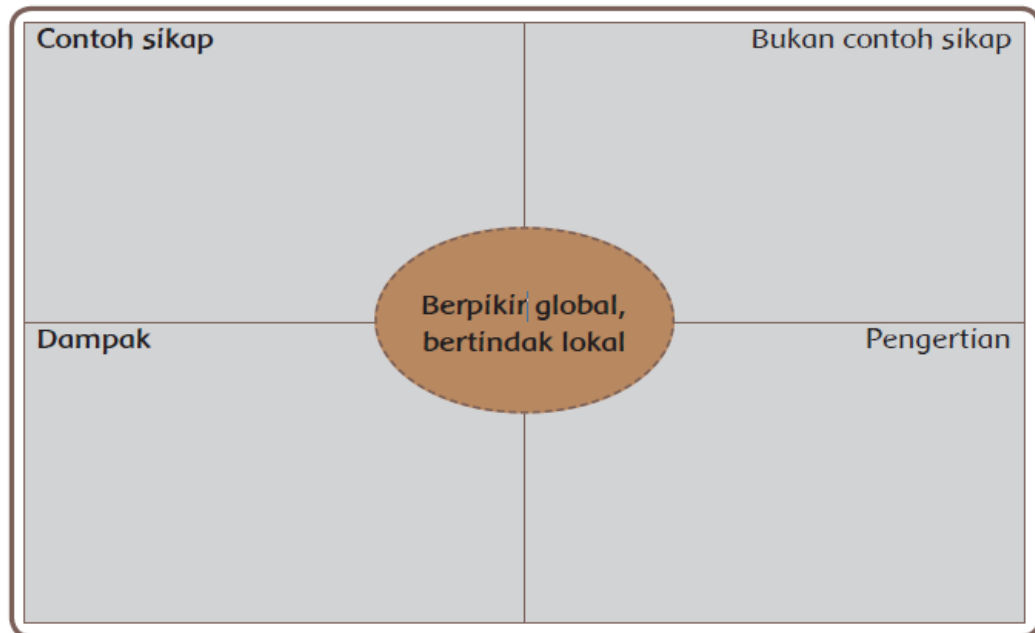 Contoh sikap
Bukan contoh sikap
Berpikir global,
bertindak lokal
Dampak
Pengertian